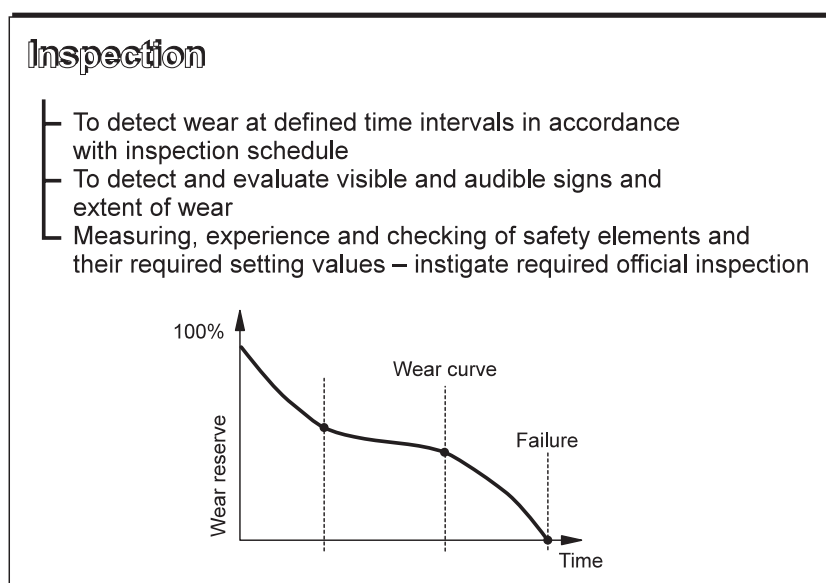 Inspection
To detect wear at defined time intervals in accordance
with inspection schedule
To detect and evaluate visible and audible signs and
extent of wear
Measuring, experience and checking of safety elements and
their required setting values – instigate required official inspection
100%
Wear curve
Failure
Wear reserve
Time